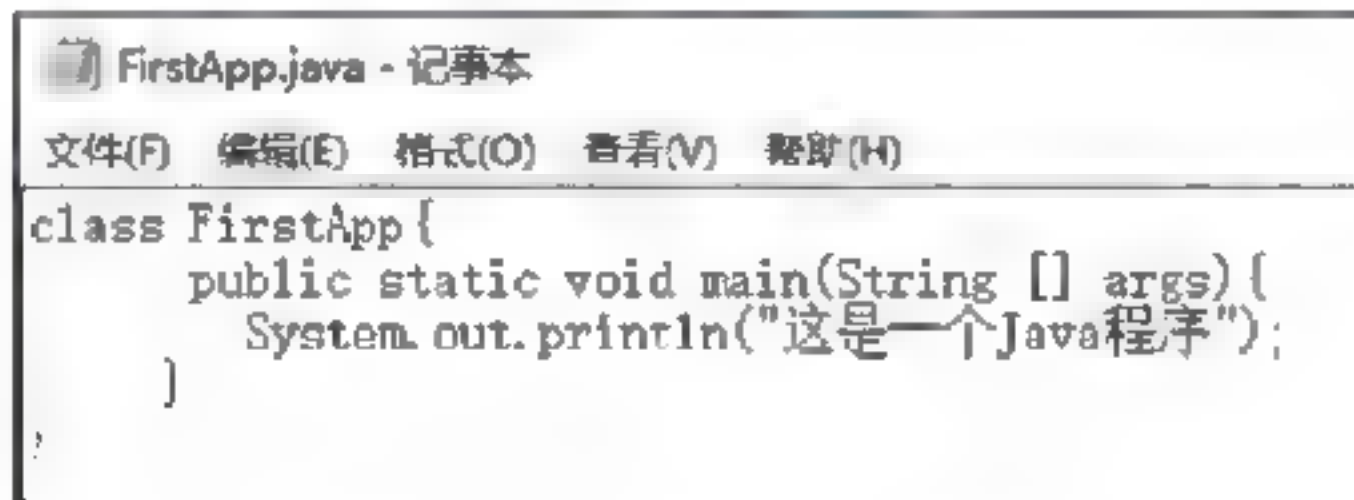 FirstApp.java - 记事本
文件(F) 编辑(E) 格式(O) 查看(V) 帮助(H)
class FirstApp{
public static void main(String [] args){
System.out.println("这是一个Java程序");
}
}